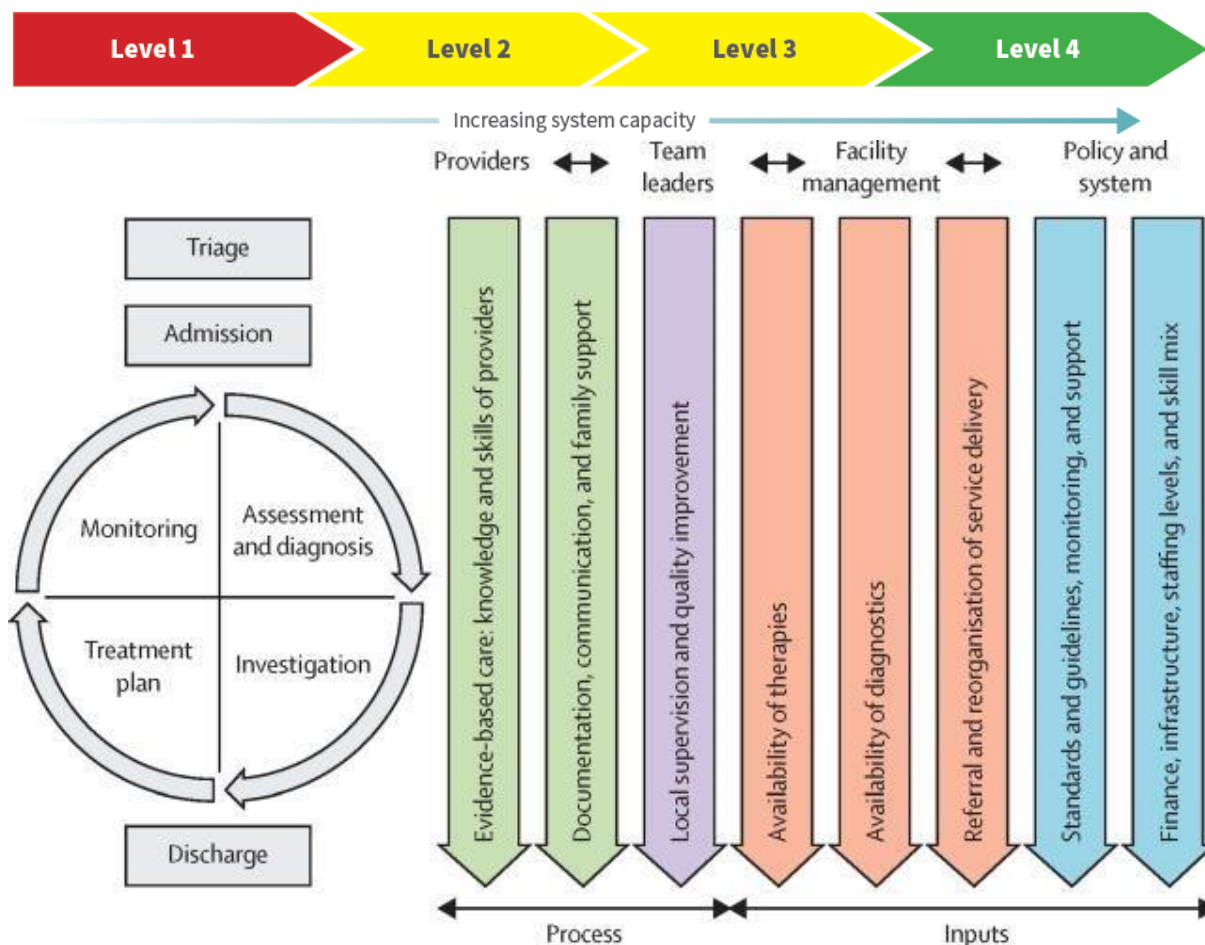 Level 1
Level 2
Level 3
Level 4
Increasing system capacity
Providers
Team
leaders
Facility
management
Policy and
system
Triage
Admission
Monitoring
Assessment
and diagnosis
Treatment
plan
Investigation
Discharge
Evidence-based care: knowledge and skills of providers
Documentation, communication, and family support
Local supervision and quality improvement
Availability of therapies
Availability of diagnostics
Referral and reorganisation of service delivery
Standards and guidelines, monitoring, and support
Finance, infrastructure, staffing levels, and skill mix
Process
Inputs